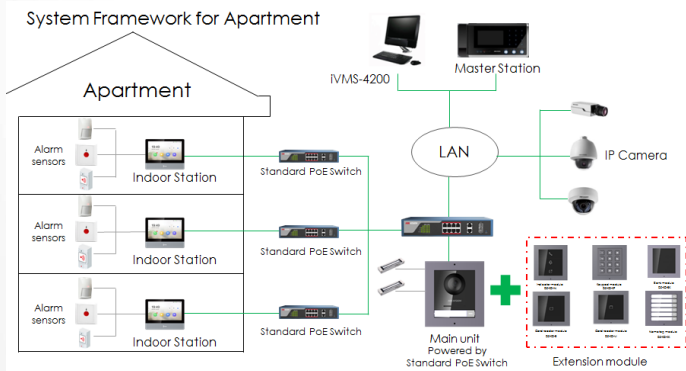 System Framework for Apartment
Apartment
iVMS-4200
Master Station
LAN
IP Camera
Alarm
sensors
Indoor Station
Standard PoE Switch
Alarm
sensors
Indoor Station
Standard PoE Switch
Alarm
sensors
Indoor Station
Standard PoE Switch
Main unit
Powered by
Standard PoE Switch
Extension module